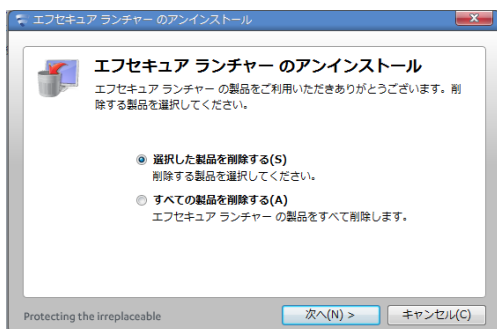 エフセキュア ランチャー のアンインストール
エフセキュア ランチャー のアンインストール
エフセキュア ランチャー の製品をご利用いただきありがとうございます。削
除する製品を選択してください。
選択した製品を削除する(S)
削除する製品を選択してください。
すべての製品を削除する(A)
エフセキュア ランチャー の製品をすべて削除します。
Protecting the irreplaceable
次へ(N) >
キャンセル(C)